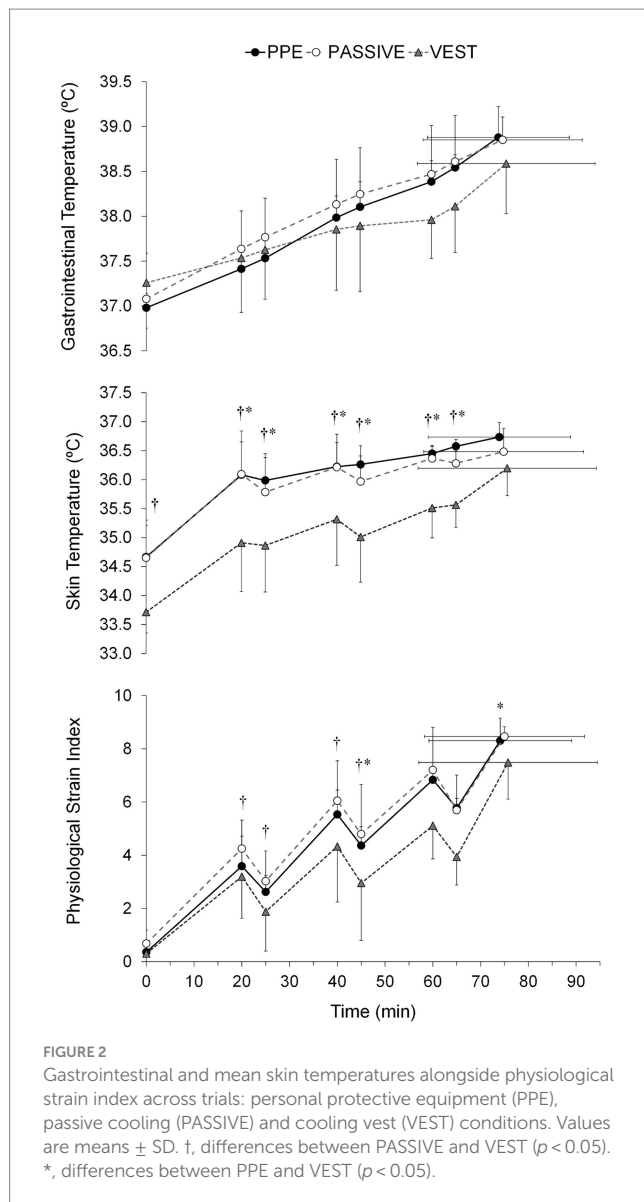 PPE PASSIVE VEST
Gastrointestinal Temperature (ºC)
39.5
39.0
38.5
38.0
37.5
37.0
36.5
Skin Temperature (ºC)
37.5
37.0
36.5
36.0
35.5
35.0
34.5
34.0
33.5
33.0
† †* †* †* †* †* †*
Physiological Strain Index
10
8
6
4
2
0
† † † †* *
0 10 20 30 40 50 60 70 80 90
Time (min)
FIGURE 2
Gastrointestinal and mean skin temperatures alongside physiological
strain index across trials: personal protective equipment (PPE),
passive cooling (PASSIVE) and cooling vest (VEST) conditions. Values
are means ± SD. †, differences between PASSIVE and VEST (p < 0.05).
*, differences between PPE and VEST (p < 0.05).